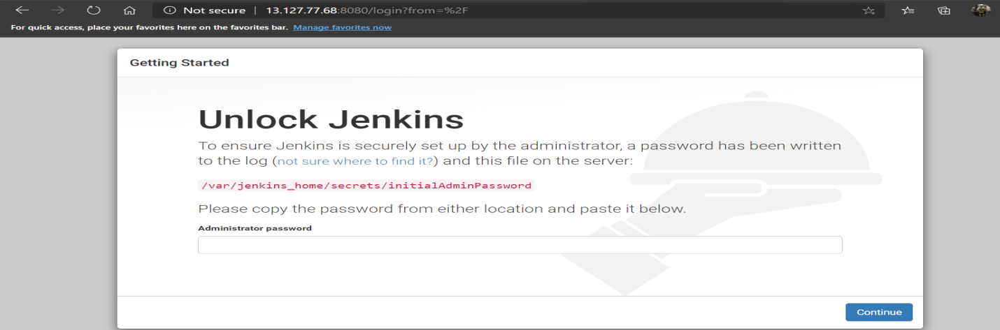 Not secure | 13.127.77.68:8080/login?from=%2F
For quick access, place your favorites here on the favorites bar. Manage favorites now
Getting Started
Unlock Jenkins
To ensure Jenkins is securely set up by the administrator, a password has been written
to the log (not sure where to find it?) and this file on the server:
/var/jenkins_home/secrets/initialAdminPassword
Please copy the password from either location and paste it below.
Administrator password
Continue